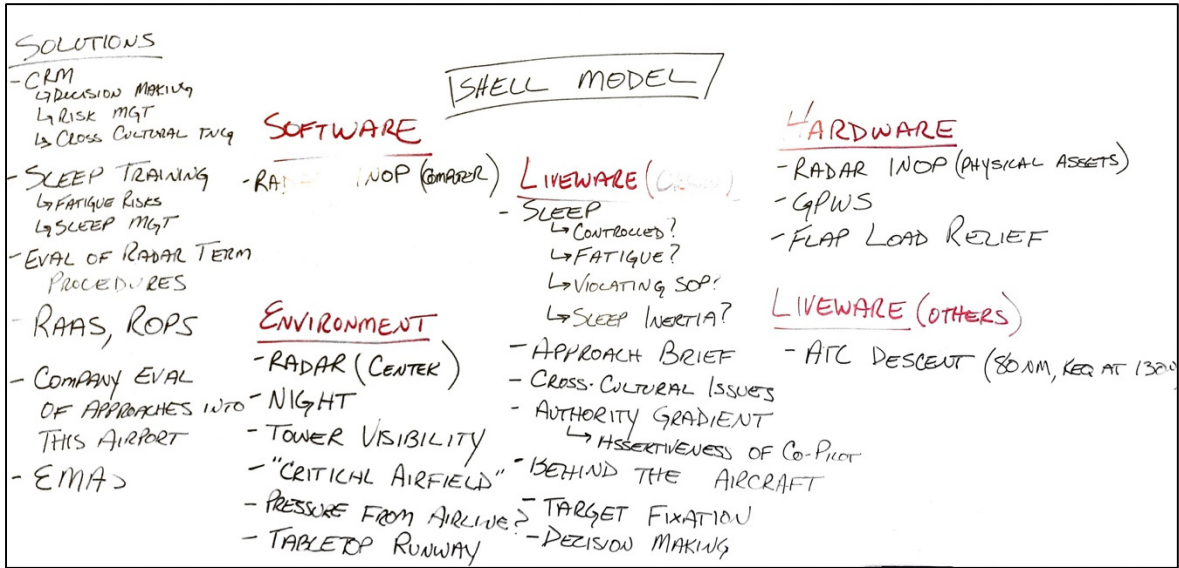 SOLUTIONS
- CRM
↳ DECISION MAKING
↳ RISK MGT
↳ CROSS CULTURAL TNG
- SLEEP TRAINING
↳ FATIGUE RISKS
↳ SLEEP MGT
- EVAL OF RADAR TERM
PROCEDURES
- RAAS, ROPS
- COMPANY EVAL
OF APPROACHES INTO
THIS AIRPORT
- EMAS
SHELL MODEL
SOFTWARE
- RADAR INOP (COMPUTER)
ENVIRONMENT
- RADAR (CENTER)
- NIGHT
- TOWER VISIBILITY
- "CRITICAL AIRFIELD"
- PRESSURE FROM AIRLINE?
- TABLETOP RUNWAY
LIVEWARE
- SLEEP
↳ CONTROLLED?
↳ FATIGUE?
↳ VIOLATING SOP?
↳ SLEEP INERTIA?
- APPROACH BRIEF
- CROSS-CULTURAL ISSUES
- AUTHORITY GRADIENT
↳ ASSERTIVENESS OF CO-PILOT
- BEHIND THE AIRCRAFT
- TARGET FIXATION
- DECISION MAKING
HARDWARE
- RADAR INOP (PHYSICAL ASSETS)
- GPWS
- FLAP LOAD RELIEF
LIVEWARE (OTHERS)
- ATC DESCENT (80NM, REQ AT